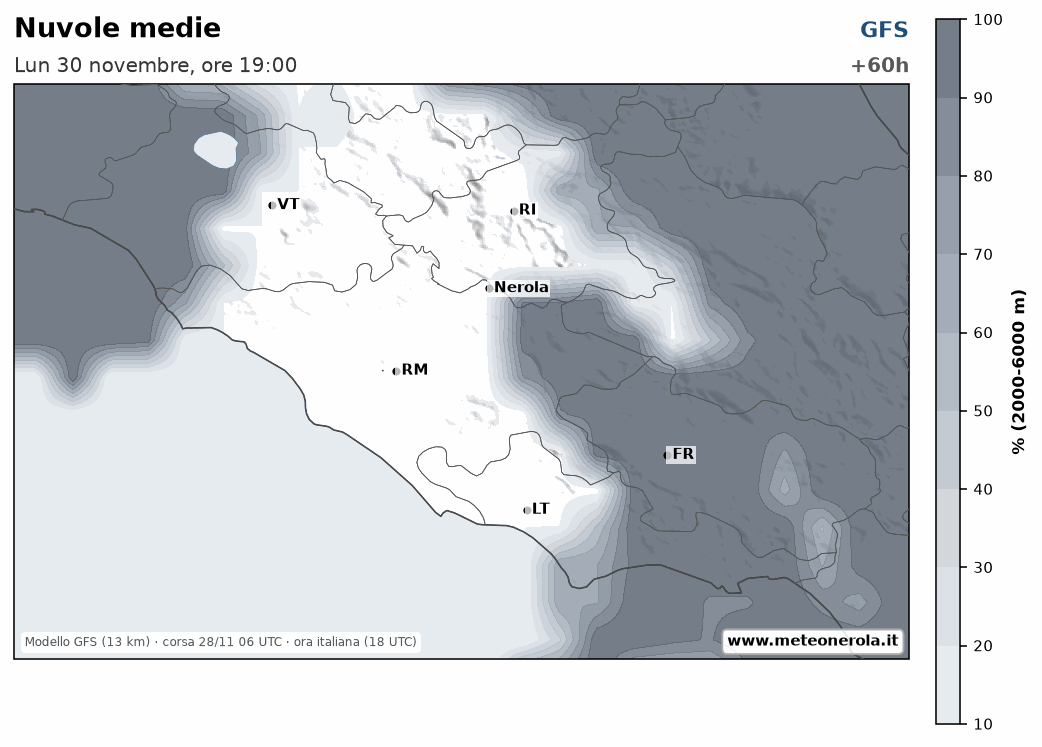 Nuvole medie
GFS
Lun 30 novembre, ore 19:00
+60h
100
90
80
70
60
50
40
30
20
10
% (2000-6000 m)
VT
RI
Nerola
RM
FR
LT
Modello GFS (13 km) · corsa 28/11 06 UTC · ora italiana (18 UTC)
www.meteonerola.it